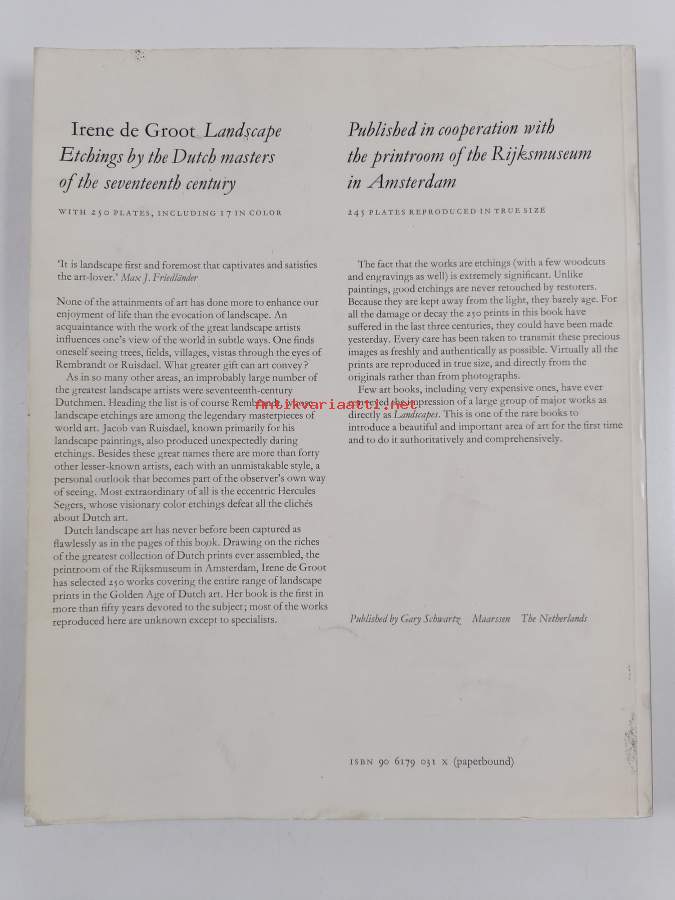 Irene de Groot Landscape
Etchings by the Dutch masters
of the seventeenth century
WITH 250 PLATES, INCLUDING 17 IN COLOR
'It is landscape first and foremost that captivates and satisfies
the art-lover.' Max J. Friedländer
None of the attainments of art has done more to enhance our
enjoyment of life than the evocation of landscape. An
acquaintance with the work of the great landscape artists
influences one's view of the world in subtle ways. One finds
oneself seeing trees, fields, villages, vistas through the eyes of
Rembrandt or Ruisdael. What greater gift can art convey?
As in so many other areas, an improbably large number of
the greatest landscape artists were seventeenth-century
Dutchmen. Heading the list is of course Rembrandt, whose
landscape etchings are among the legendary masterpieces of
world art. Jacob van Ruisdael, known primarily for his
landscape paintings, also produced unexpectedly daring
etchings. Besides these great names there are more than forty
other lesser-known artists, each with an unmistakable style, a
personal outlook that becomes part of the observer's own way
of seeing. Most extraordinary of all is the eccentric Hercules
Segers, whose visionary color etchings defeat all the clichés
about Dutch art.
Dutch landscape art has never before been captured as
flawlessly as in the pages of this book. Drawing on the riches
of the greatest collection of Dutch prints ever assembled, the
printroom of the Rijksmuseum in Amsterdam, Irene de Groot
has selected 250 works covering the entire range of landscape
prints in the Golden Age of Dutch art. Her book is the first in
more than fifty years devoted to the subject; most of the works
reproduced here are unknown except to specialists.
Published in cooperation with
the printroom of the Rijksmuseum
in Amsterdam
245 PLATES REPRODUCED IN TRUE SIZE
The fact that the works are etchings (with a few woodcuts
and engravings as well) is extremely significant. Unlike
paintings, good etchings are never retouched by restorers.
Because they are kept away from the light, they barely age. For
all the damage or decay the 250 prints in this book have
suffered in the last three centuries, they could have been made
yesterday. Every care has been taken to transmit these precious
images as freshly and authentically as possible. Virtually all the
prints are reproduced in true size, and directly from the
originals rather than from photographs.
Few art books, including very expensive ones, have ever
the impression of a large group of major works as
directly as Landscapes. This is one of the rare books to
introduce a beautiful and important area of art for the first time
and to do it authoritatively and comprehensively.
Published by Gary Schwartz Maarssen The Netherlands
ISBN 90 6179 031 X (paperbound)
Antikvariaatti.net